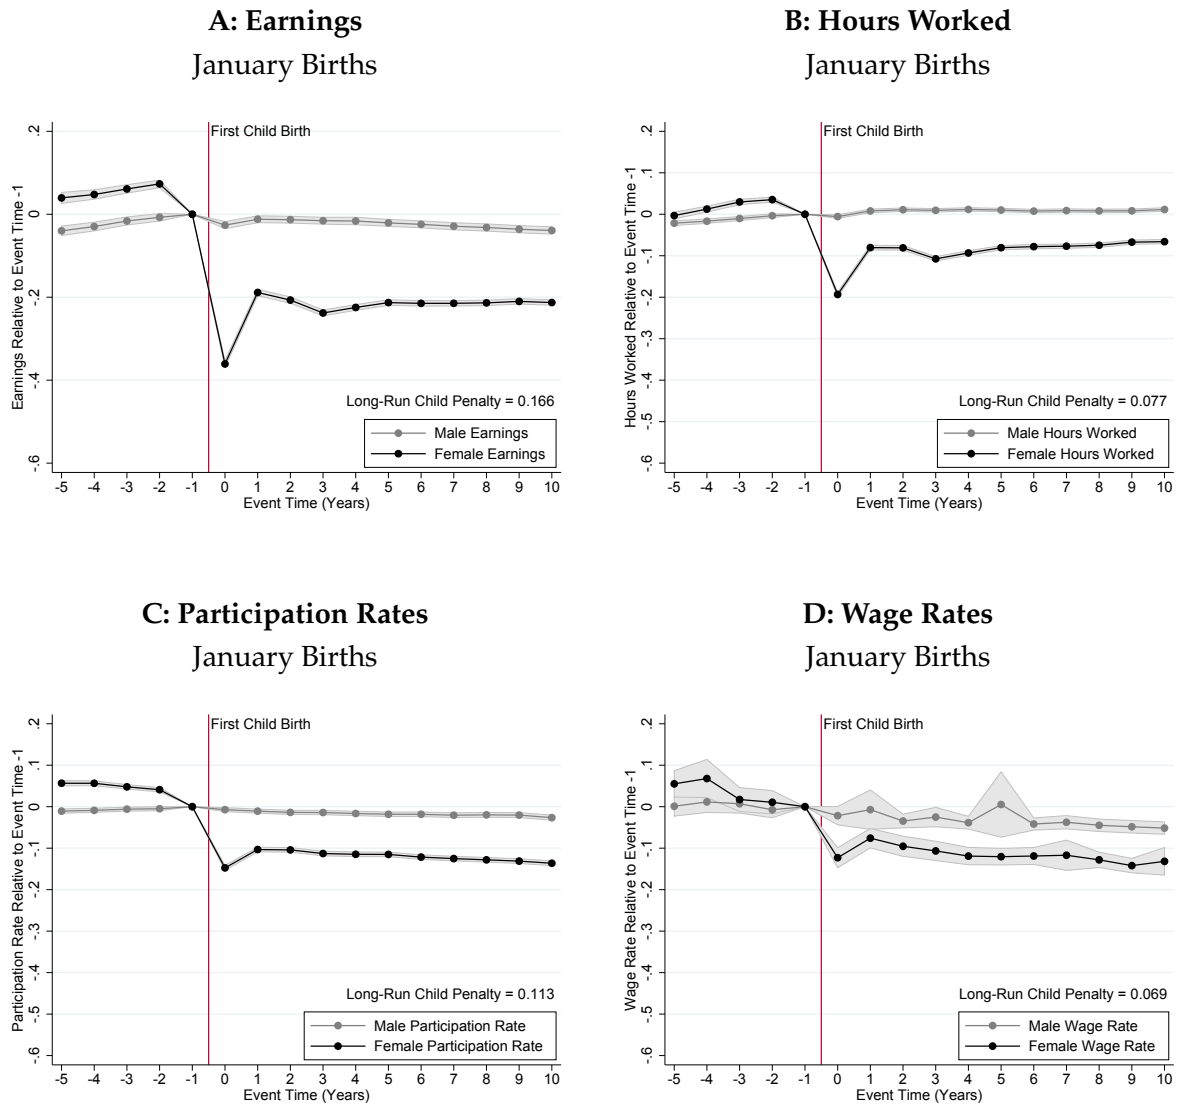 A: Earnings
January Births
First Child Birth
Earnings Relative to Event Time -1
.2
0
-.2
-.4
-.6
Long-Run Child Penalty = 0.166
Male Earnings
Female Earnings
-5 -4 -3 -2 -1 0 1 2 3 4 5 6 7 8 9 10
Event Time (Years)
B: Hours Worked
January Births
First Child Birth
Hours Worked Relative to Event Time -1
.2
.1
0
-.1
-.2
-.3
-.4
-.5
-.6
Long-Run Child Penalty = 0.077
Male Hours Worked
Female Hours Worked
-5 -4 -3 -2 -1 0 1 2 3 4 5 6 7 8 9 10
Event Time (Years)
C: Participation Rates
January Births
First Child Birth
Participation Rate Relative to Event Time -1
.2
.1
0
-.1
-.2
-.3
-.4
-.5
-.6
Long-Run Child Penalty = 0.113
Male Participation Rate
Female Participation Rate
-5 -4 -3 -2 -1 0 1 2 3 4 5 6 7 8 9 10
Event Time (Years)
D: Wage Rates
January Births
First Child Birth
Wage Rate Relative to Event Time -1
.2
.1
0
-.1
-.2
-.3
-.4
-.5
-.6
Long-Run Child Penalty = 0.069
Male Wage Rate
Female Wage Rate
-5 -4 -3 -2 -1 0 1 2 3 4 5 6 7 8 9 10
Event Time (Years)